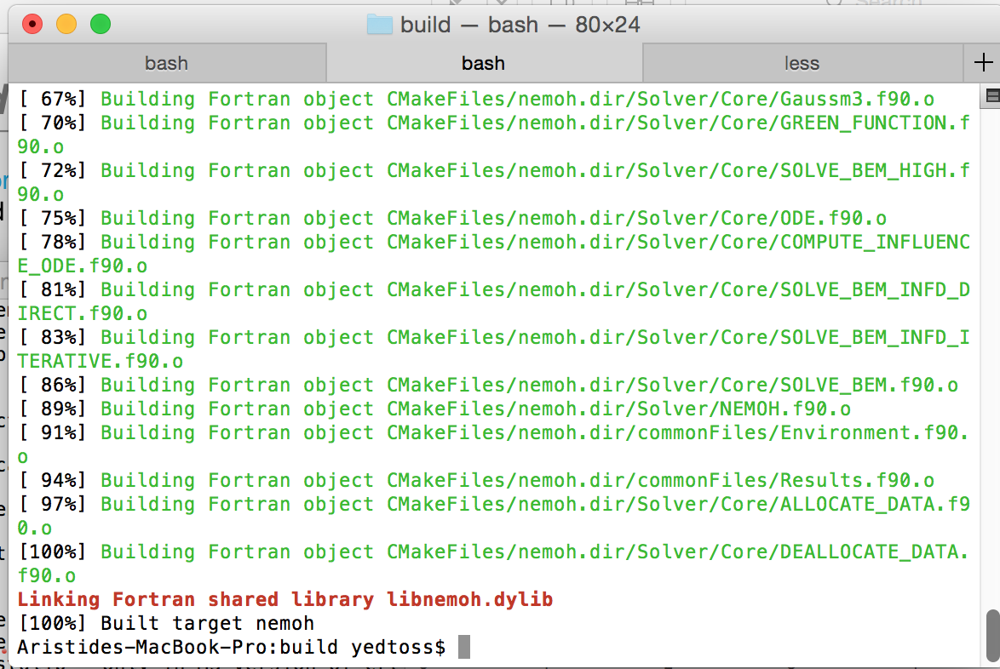 Search
build — bash — 80×24
bash
bash
less
[ 67%] Building Fortran object CMakeFiles/nemoh.dir/Solver/Core/Gaussm3.f90.o
[ 70%] Building Fortran object CMakeFiles/nemoh.dir/Solver/Core/GREEN_FUNCTION.f
90.o
[ 72%] Building Fortran object CMakeFiles/nemoh.dir/Solver/Core/SOLVE_BEM_HIGH.f
90.o
[ 75%] Building Fortran object CMakeFiles/nemoh.dir/Solver/Core/ODE.f90.o
[ 78%] Building Fortran object CMakeFiles/nemoh.dir/Solver/Core/COMPUTE_INFLUENC
E_ODE.f90.o
[ 81%] Building Fortran object CMakeFiles/nemoh.dir/Solver/Core/SOLVE_BEM_INFD_D
IRECT.f90.o
[ 83%] Building Fortran object CMakeFiles/nemoh.dir/Solver/Core/SOLVE_BEM_INFD_I
TERATIVE.f90.o
[ 86%] Building Fortran object CMakeFiles/nemoh.dir/Solver/Core/SOLVE_BEM.f90.o
[ 89%] Building Fortran object CMakeFiles/nemoh.dir/Solver/NEMOH.f90.o
[ 91%] Building Fortran object CMakeFiles/nemoh.dir/commonFiles/Environment.f90.
o
[ 94%] Building Fortran object CMakeFiles/nemoh.dir/commonFiles/Results.f90.o
[ 97%] Building Fortran object CMakeFiles/nemoh.dir/Solver/Core/ALLOCATE_DATA.f9
0.o
[100%] Building Fortran object CMakeFiles/nemoh.dir/Solver/Core/DEALLOCATE_DATA.
f90.o
Linking Fortran shared library libnemoh.dylib
[100%] Built target nemoh
Aristides-MacBook-Pro:build yedtoss$